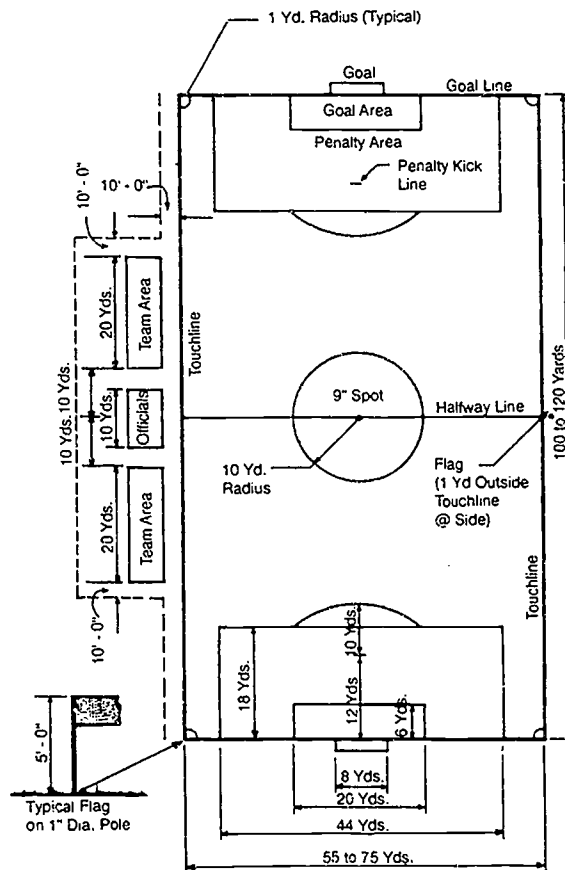 1 Yd. Radius (Typical)
Goal
Goal Line
Goal Area
Penalty Area
Penalty Kick
Line
10' - 0"
10' - 0"
20 Yds.
Team Area
Touchline
10 Yds.
10 Yds.
10 Yds.
Officials
9" Spot
Halfway Line
100 to 120 Yards
10 Yd.
Radius
Flag
(1 Yd Outside
Touchline
@ Side)
20 Yds.
Team Area
Touchline
10' - 0"
10 Yds.
18 Yds.
12 Yds.
6 Yds.
5' - 0"
Typical Flag
on 1" Dia. Pole
8 Yds.
20 Yds.
44 Yds.
55 to 75 Yds.